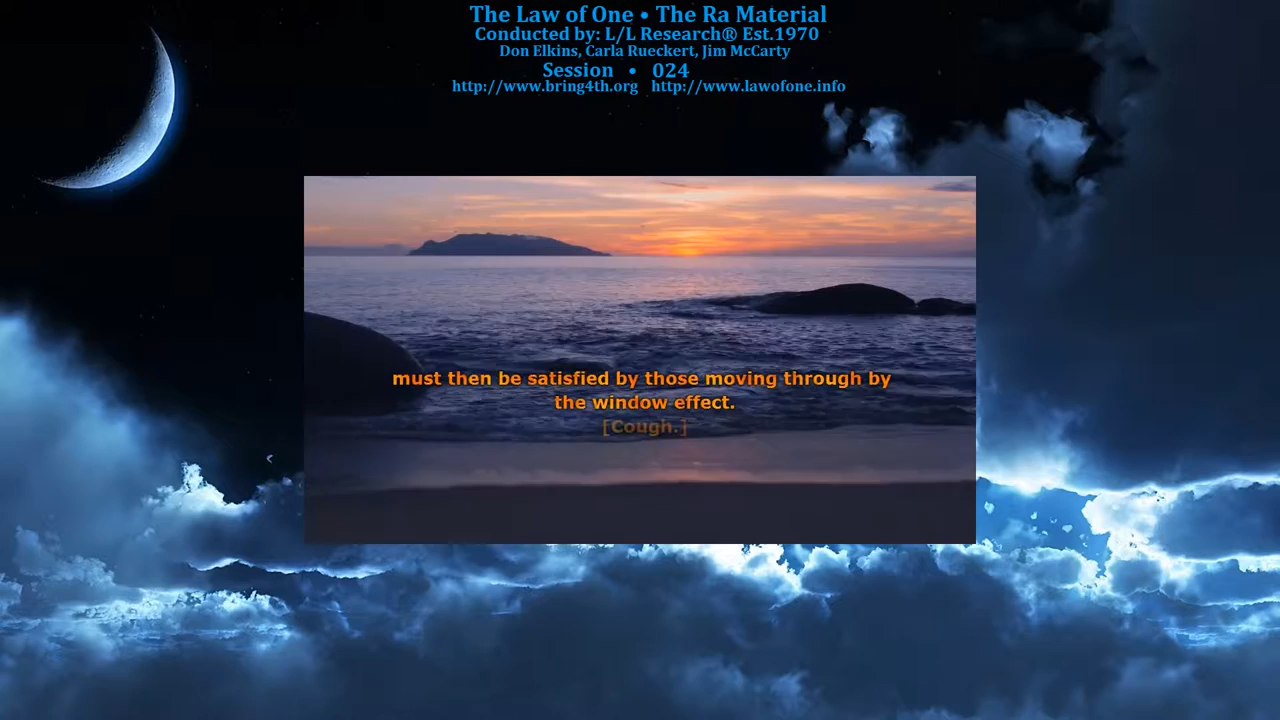 The Law of One • The Ra Material
Conducted by: L/L Research® Est.1970
Don Elkins, Carla Rueckert, Jim McCarty
Session • 024
http://www.bring4th.org http://www.lawofone.info
must then be satisfied by those moving through by
the window effect.
[Cough.]